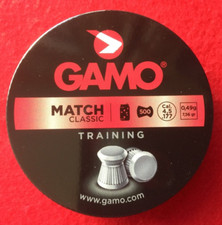 GAMO
MATCH
CLASSIC
500
Cal.
4,5
.177
0,49g
7,56 gr
TRAINING
www.gamo.com